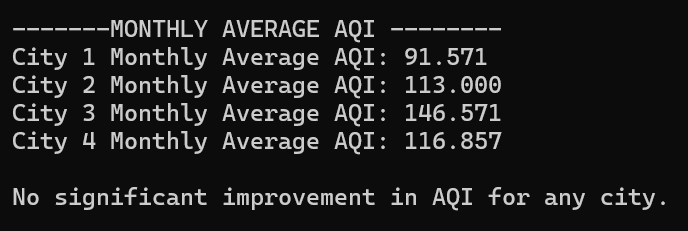 -------MONTHLY AVERAGE AQI --------
City 1 Monthly Average AQI: 91.571
City 2 Monthly Average AQI: 113.000
City 3 Monthly Average AQI: 146.571
City 4 Monthly Average AQI: 116.857
No significant improvement in AQI for any city.